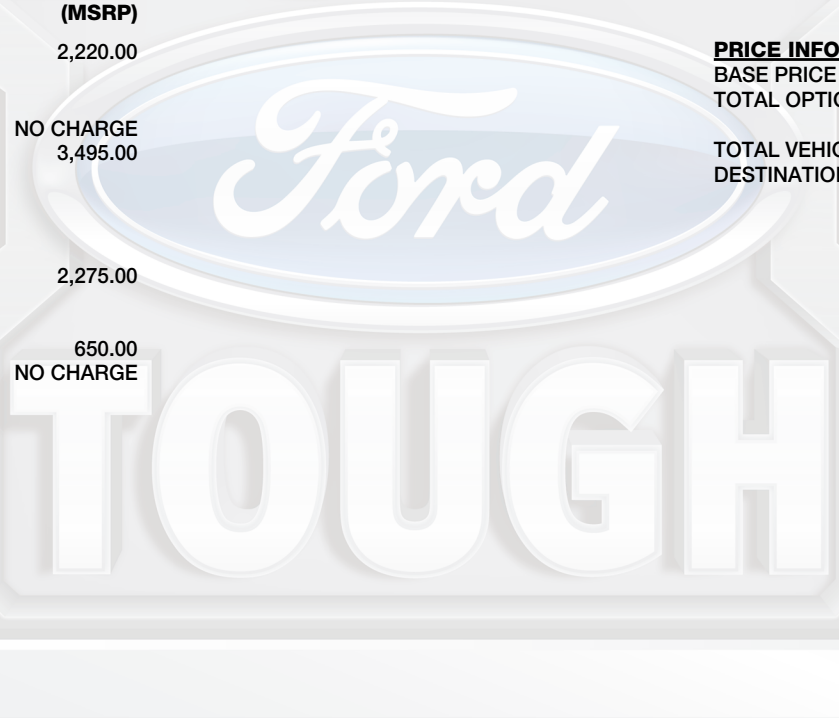 (MSRP)
2,220.00
NO CHARGE
3,495.00
2,275.00
650.00
NO CHARGE
PRICE INFO
BASE PRICE
TOTAL OPTIO
TOTAL VEHIC
DESTINATION
Ford
TOUGH